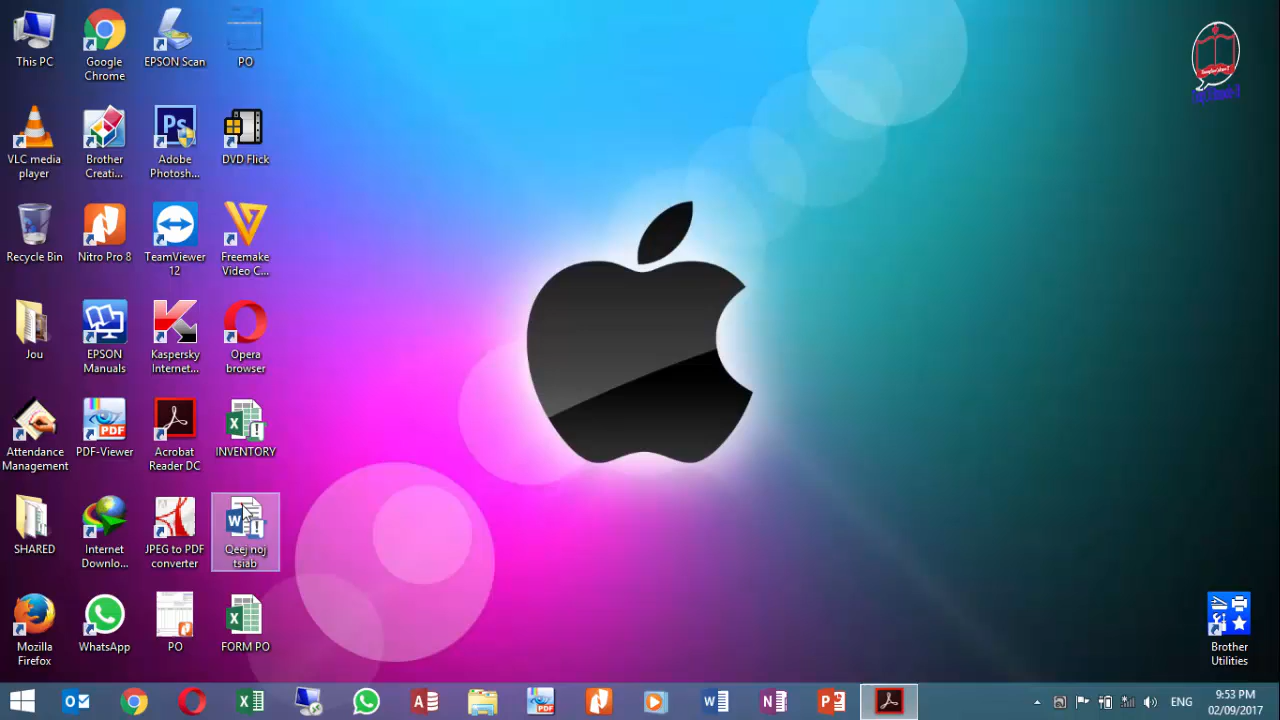 This PC
Google
Chrome
EPSON Scan
PO
VLC media
player
Brother
Creati...
Ps
Adobe
Photosh...
DVD Flick
Recycle Bin
Nitro Pro 8
TeamViewer
12
Freemake
Video C...
Jou
EPSON
Manuals
Kaspersky
Internet...
Opera
browser
Attendance
Management
PDF
PDF-Viewer
Acrobat
Reader DC
INVENTORY
SHARED
Internet
Downlo...
JPEG to PDF
converter
Qeej noj
tsiab
Mozilla
Firefox
WhatsApp
PO
FORM PO
Brother
Utilities
ENG
9:53 PM
02/09/2017